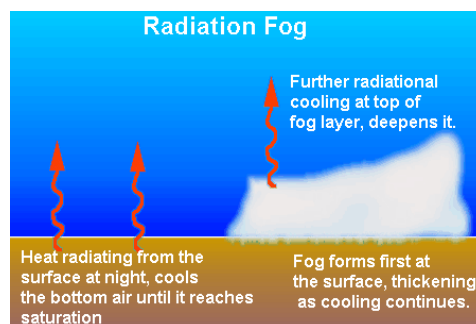 Radiation Fog
Further radiational
cooling at top of
fog layer, deepens it.
Heat radiating from the
surface at night, cools
the bottom air until it reaches
saturation
Fog forms first at
the surface, thickening
as cooling continues.